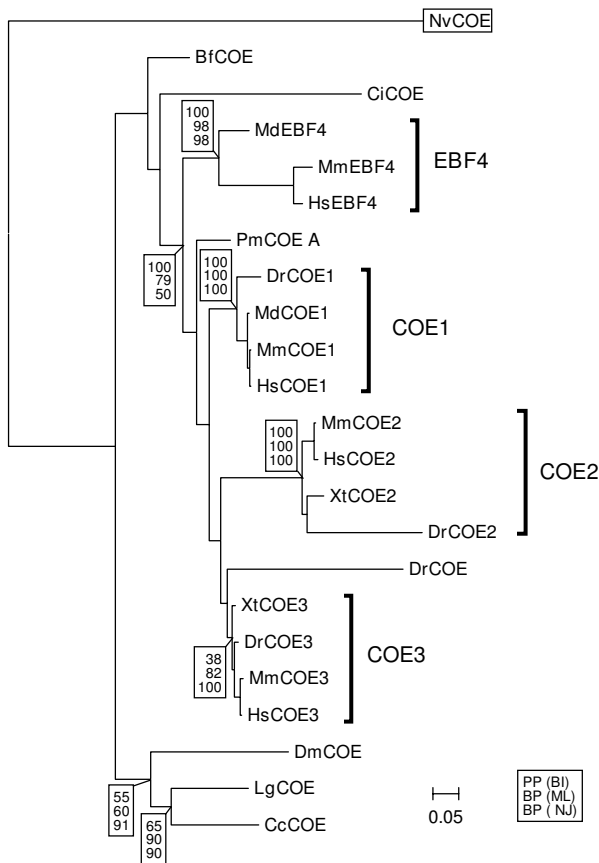 NvCOE
BfCOE
CiCOE
100
98
98
MdEBF4
MmEBF4
HsEBF4
EBF4
PmCOE A
100
79
50
100
100
100
DrCOE1
MdCOE1
MmCOE1
HsCOE1
COE1
100
100
100
MmCOE2
HsCOE2
XtCOE2
DrCOE2
COE2
DrCOE
XtCOE3
DrCOE3
MmCOE3
HsCOE3
COE3
38
82
100
DmCOE
LgCOE
CcCOE
55
60
91
65
90
90
0.05
PP (BI)
BP (ML)
BP ( NJ)